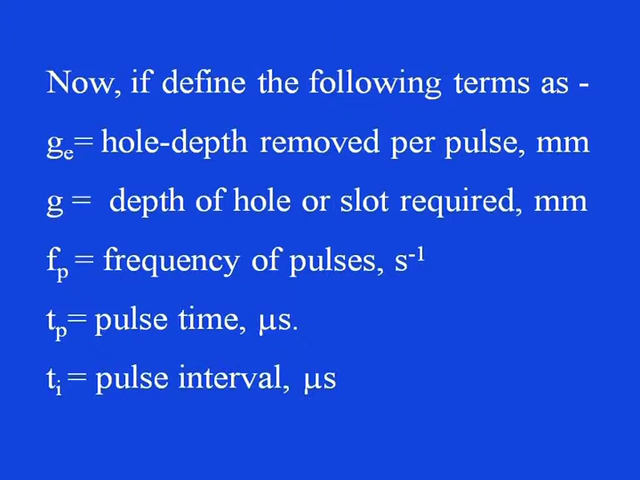 Now, if define the following terms as -
gₑ= hole-depth removed per pulse, mm
g = depth of hole or slot required, mm
fₚ = frequency of pulses, s⁻¹
tₚ= pulse time, µs.
tᵢ = pulse interval, µs